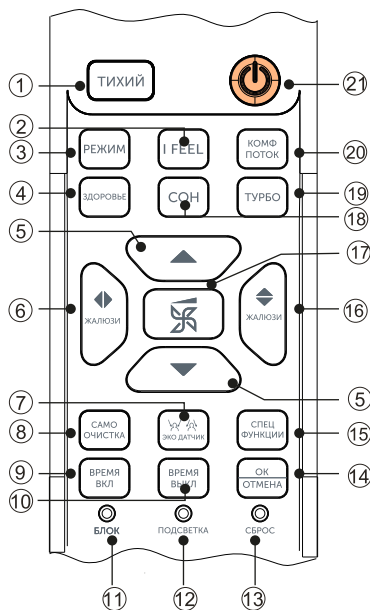 1 ТИХИЙ 21
2
3 РЕЖИМ I FEEL КОМФ ПОТОК 20
4 ЗДОРОВЬЕ СОН ТУРБО 19
18
5
17
6 ЖАЛЮЗИ ЖАЛЮЗИ 16
7 5
8 САМО ОЧИСТКА ЭКО ДАТЧИК СПЕЦ ФУНКЦИИ 15
9 ВРЕМЯ ВКЛ ВРЕМЯ ВЫКЛ ОК ОТМЕНА 14
10
БЛОК ПОДСВЕТКА СБРОС
11 12 13